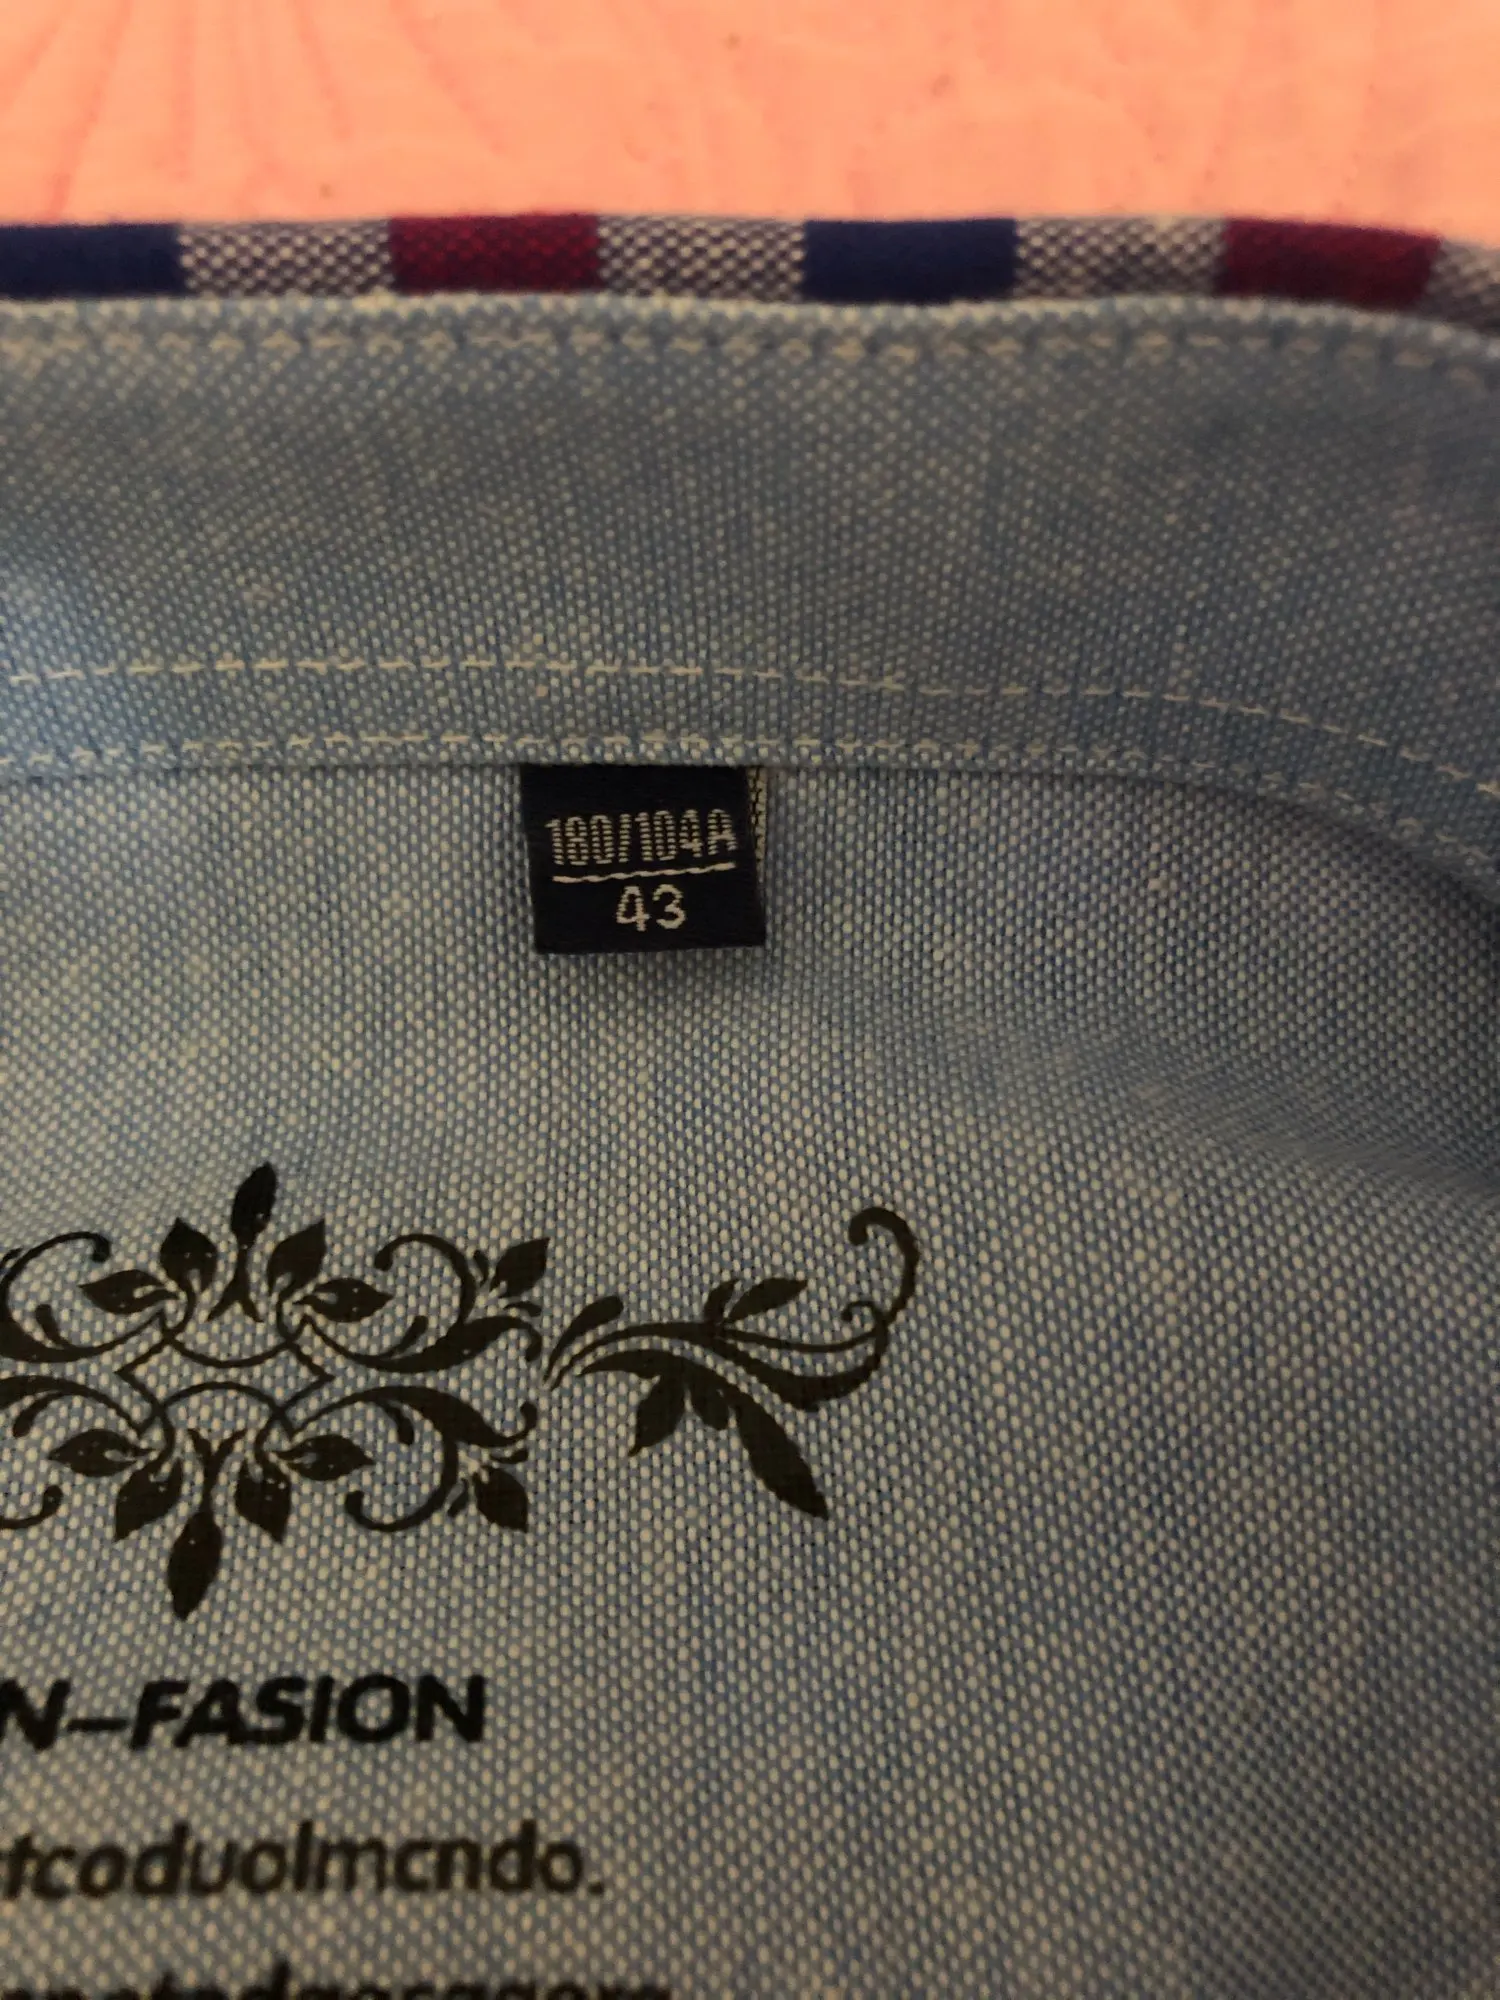 180/104A
43
N-FASION
tcoduolmcndo.